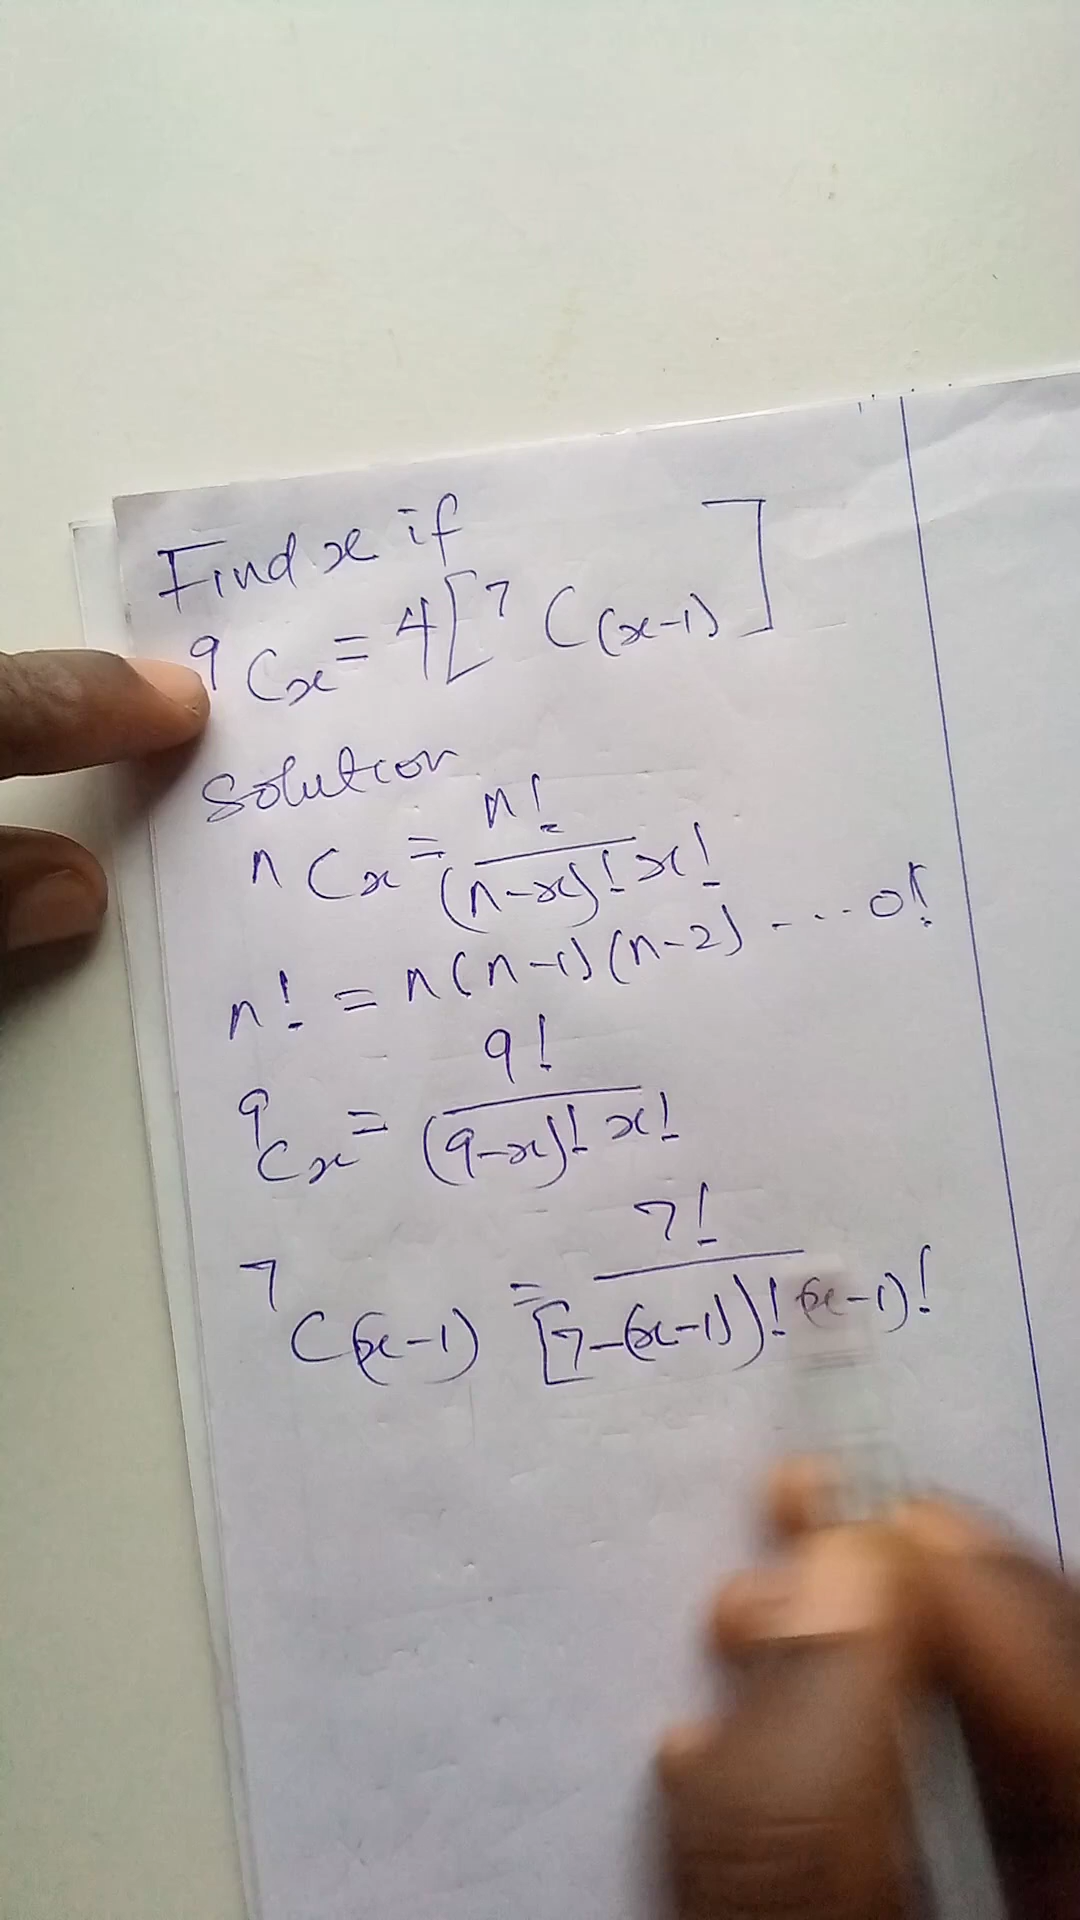 Find x if
⁹Cₓ = 4[⁷C₍ₓ₋₁₎]
Solution
nCₓ = n!/(n-x)!x!
n! = n(n-1)(n-2) --- 0!
⁹Cₓ = 9!/(9-x)!x!
⁷C(x-1) = 7!/[7-(x-1))!(x-1)!